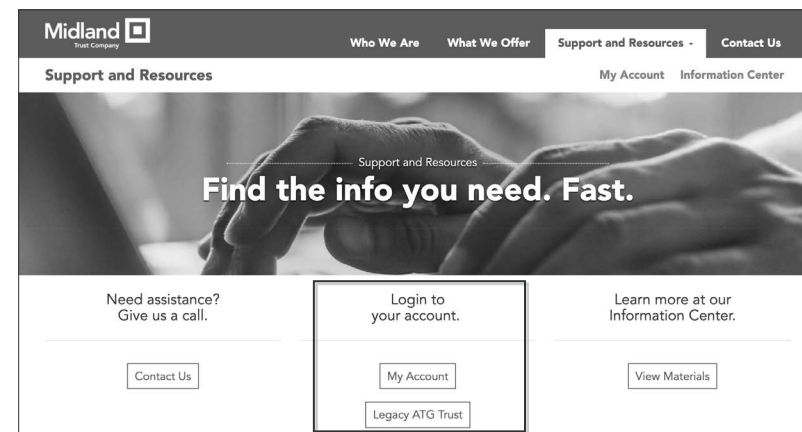 Midland
Trust Company
Who We Are What We Offer Support and Resources - Contact Us
Support and Resources
My Account Information Center
Support and Resources
Find the info you need. Fast.
Need assistance?
Give us a call.
Contact Us
Login to
your account.
My Account
Legacy ATG Trust
Learn more at our
Information Center.
View Materials